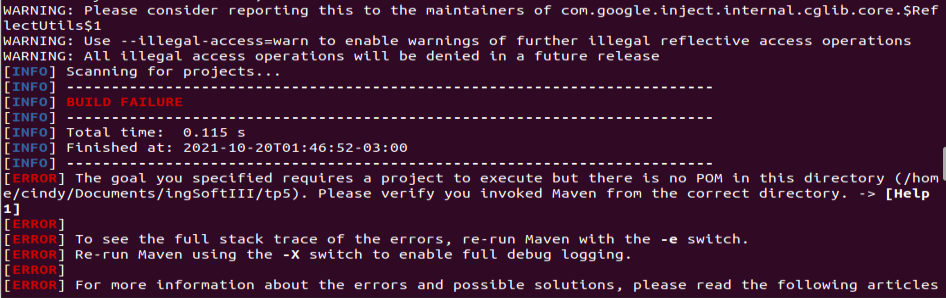 WARNING: Please consider reporting this to the maintainers of com.google.inject.internal.cglib.core.$Ref
lectUtils$1
WARNING: Use --illegal-access=warn to enable warnings of further illegal reflective access operations
WARNING: All illegal access operations will be denied in a future release
[INFO] Scanning for projects...
[INFO] ------------------------------------------------------------------------
[INFO] BUILD FAILURE
[INFO] ------------------------------------------------------------------------
[INFO] Total time:  0.115 s
[INFO] Finished at: 2021-10-20T01:46:52-03:00
[INFO] ------------------------------------------------------------------------
[ERROR] The goal you specified requires a project to execute but there is no POM in this directory (/hom
e/cindy/Documents/ingSoftIII/tp5). Please verify you invoked Maven from the correct directory. -> [Help 
1]
[ERROR]
[ERROR] To see the full stack trace of the errors, re-run Maven with the -e switch.
[ERROR] Re-run Maven using the -X switch to enable full debug logging.
[ERROR]
[ERROR] For more information about the errors and possible solutions, please read the following articles